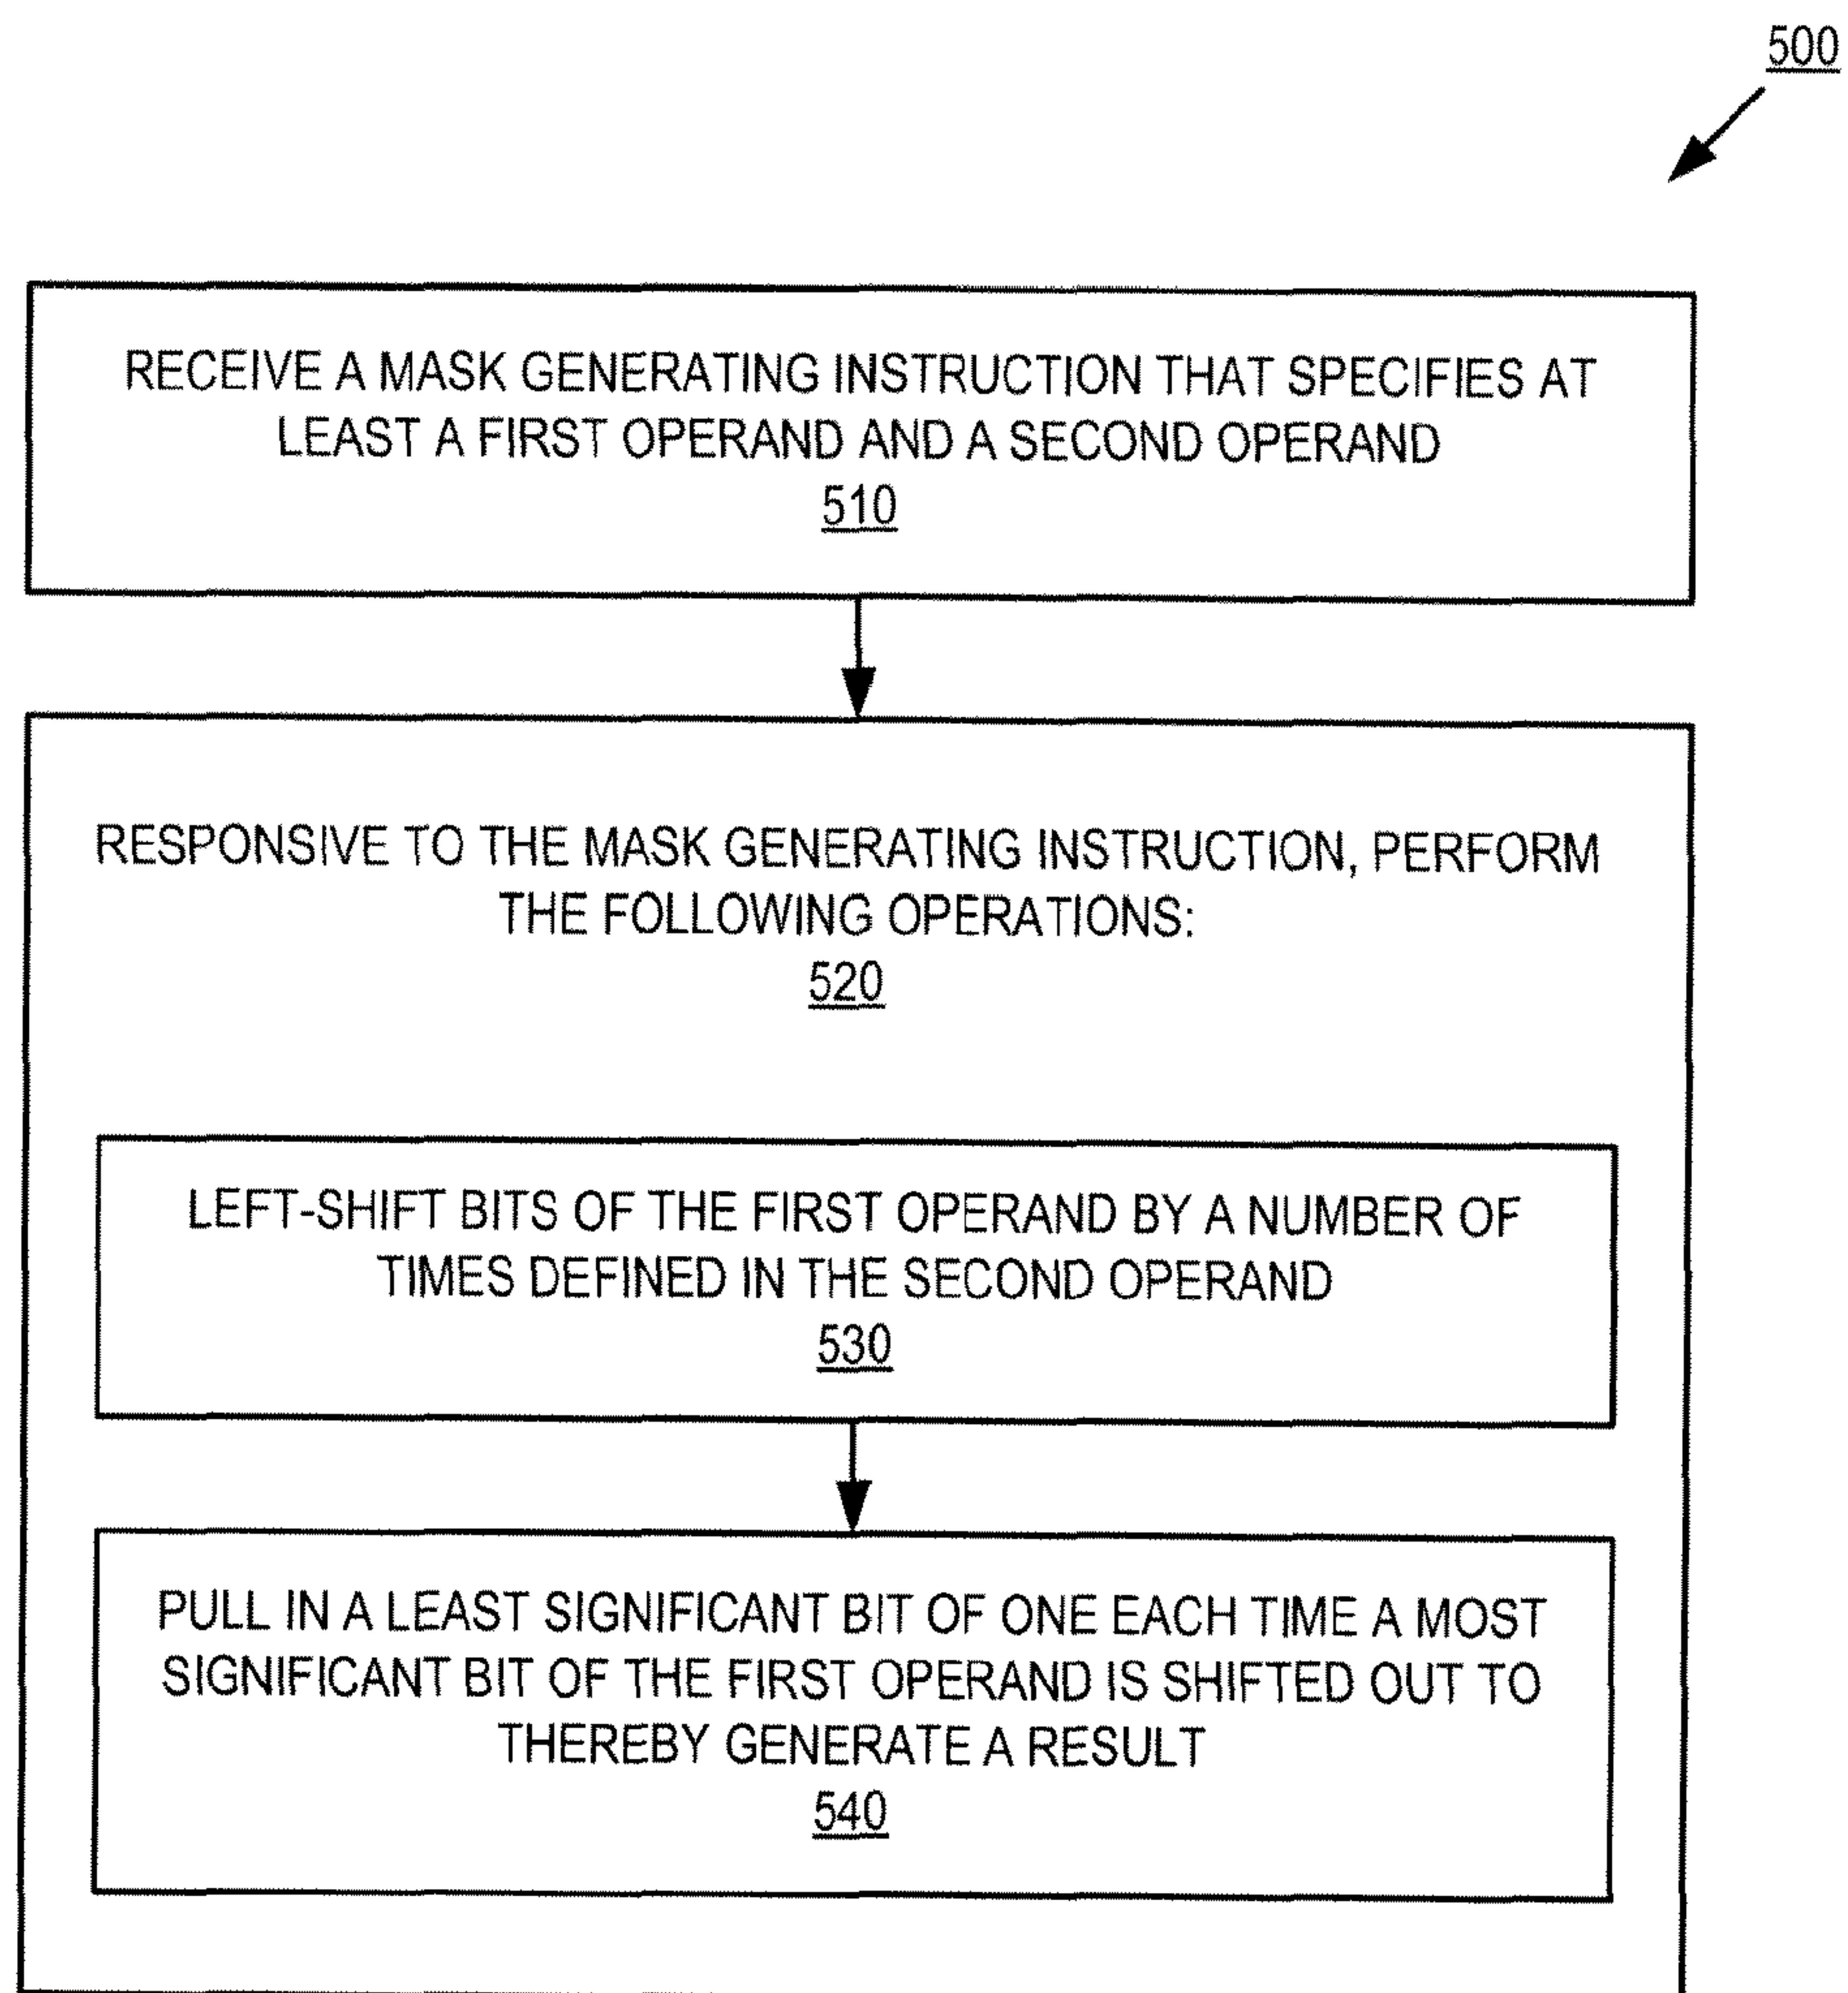 500
RECEIVE A MASK GENERATING INSTRUCTION THAT SPECIFIES AT
LEAST A FIRST OPERAND AND A SECOND OPERAND
510
RESPONSIVE TO THE MASK GENERATING INSTRUCTION, PERFORM
THE FOLLOWING OPERATIONS:
520
LEFT-SHIFT BITS OF THE FIRST OPERAND BY A NUMBER OF
TIMES DEFINED IN THE SECOND OPERAND
530
PULL IN A LEAST SIGNIFICANT BIT OF ONE EACH TIME A MOST
SIGNIFICANT BIT OF THE FIRST OPERAND IS SHIFTED OUT TO
THEREBY GENERATE A RESULT
540